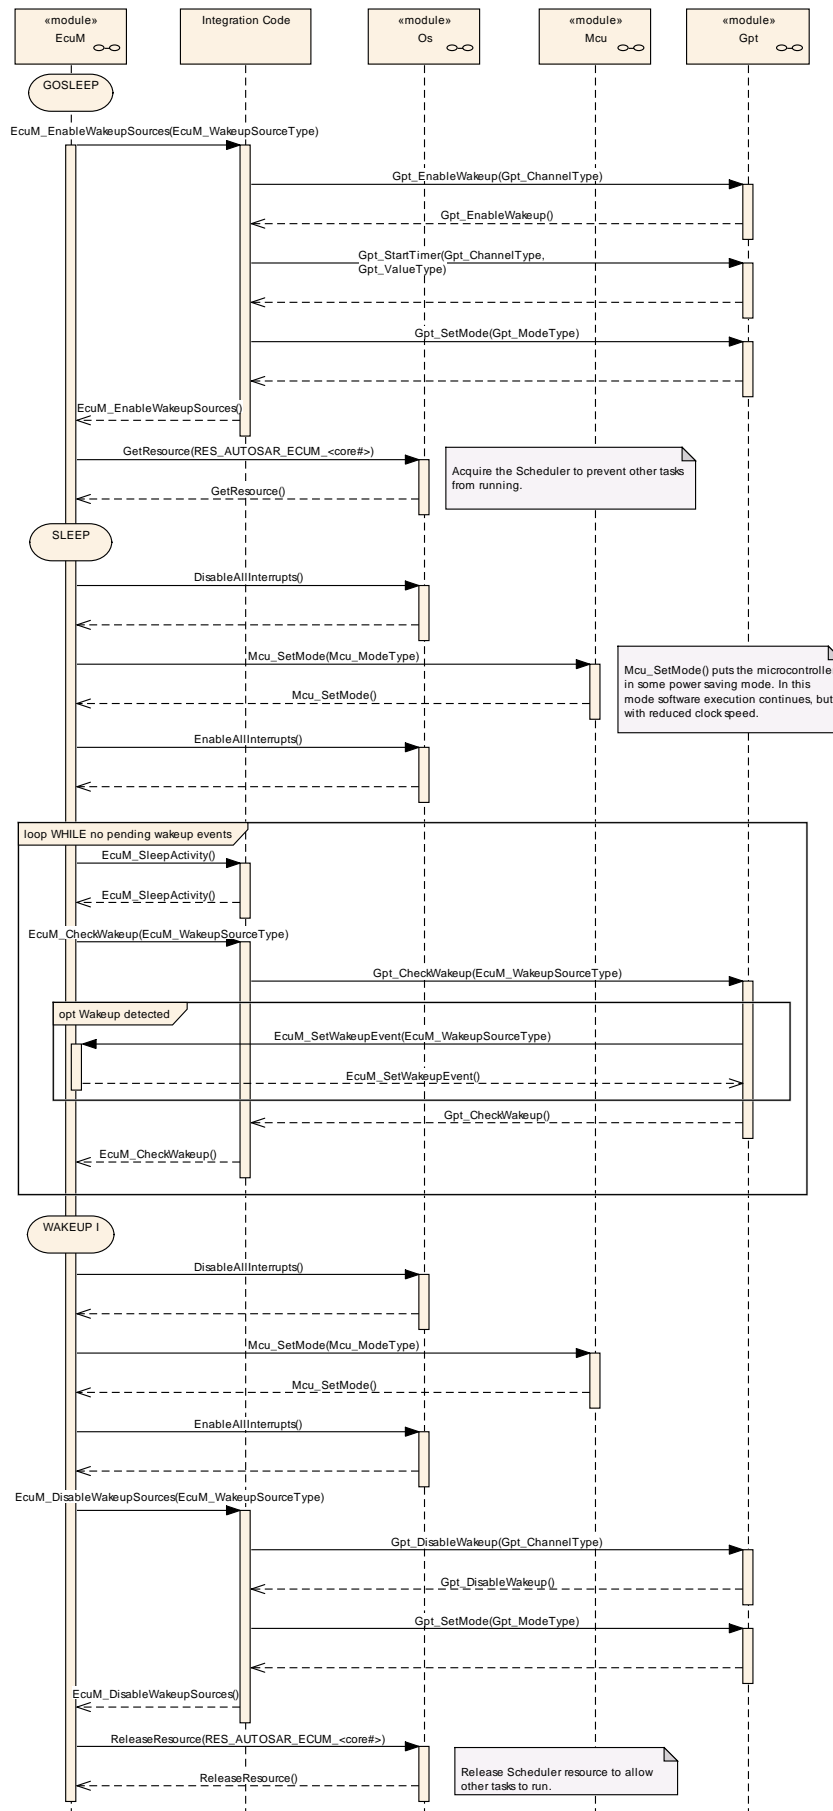 «module»
EcuM
Integration Code
«module»
Os
«module»
Mcu
«module»
Gpt
GOSLEEP
EcuM_EnableWakeupSources(EcuM_WakeupSourceType)
Gpt_EnableWakeup(Gpt_ChannelType)
Gpt_EnableWakeup()
Gpt_StartTimer(Gpt_ChannelType,
Gpt_ValueType)
Gpt_SetMode(Gpt_ModeType)
EcuM_EnableWakeupSources()
GetResource(RES_AUTOSAR_ECUM_<core#>)
Acquire the Scheduler to prevent other tasks
from running.
GetResource()
SLEEP
DisableAllInterrupts()
Mcu_SetMode(Mcu_ModeType)
Mcu_SetMode() puts the microcontrolle
in some power saving mode. In this
mode software execution continues, but
with reduced clock speed.
Mcu_SetMode()
EnableAllInterrupts()
loop WHILE no pending wakeup events
EcuM_SleepActivity()
EcuM_SleepActivity()
EcuM_CheckWakeup(EcuM_WakeupSourceType)
Gpt_CheckWakeup(EcuM_WakeupSourceType)
opt Wakeup detected
EcuM_SetWakeupEvent(EcuM_WakeupSourceType)
EcuM_SetWakeupEvent()
Gpt_CheckWakeup()
EcuM_CheckWakeup()
WAKEUP I
DisableAllInterrupts()
Mcu_SetMode(Mcu_ModeType)
Mcu_SetMode()
EnableAllInterrupts()
EcuM_DisableWakeupSources(EcuM_WakeupSourceType)
Gpt_DisableWakeup(Gpt_ChannelType)
Gpt_DisableWakeup()
Gpt_SetMode(Gpt_ModeType)
EcuM_DisableWakeupSources()
ReleaseResource(RES_AUTOSAR_ECUM_<core#>)
Release Scheduler resource to allow
other tasks to run.
ReleaseResource()